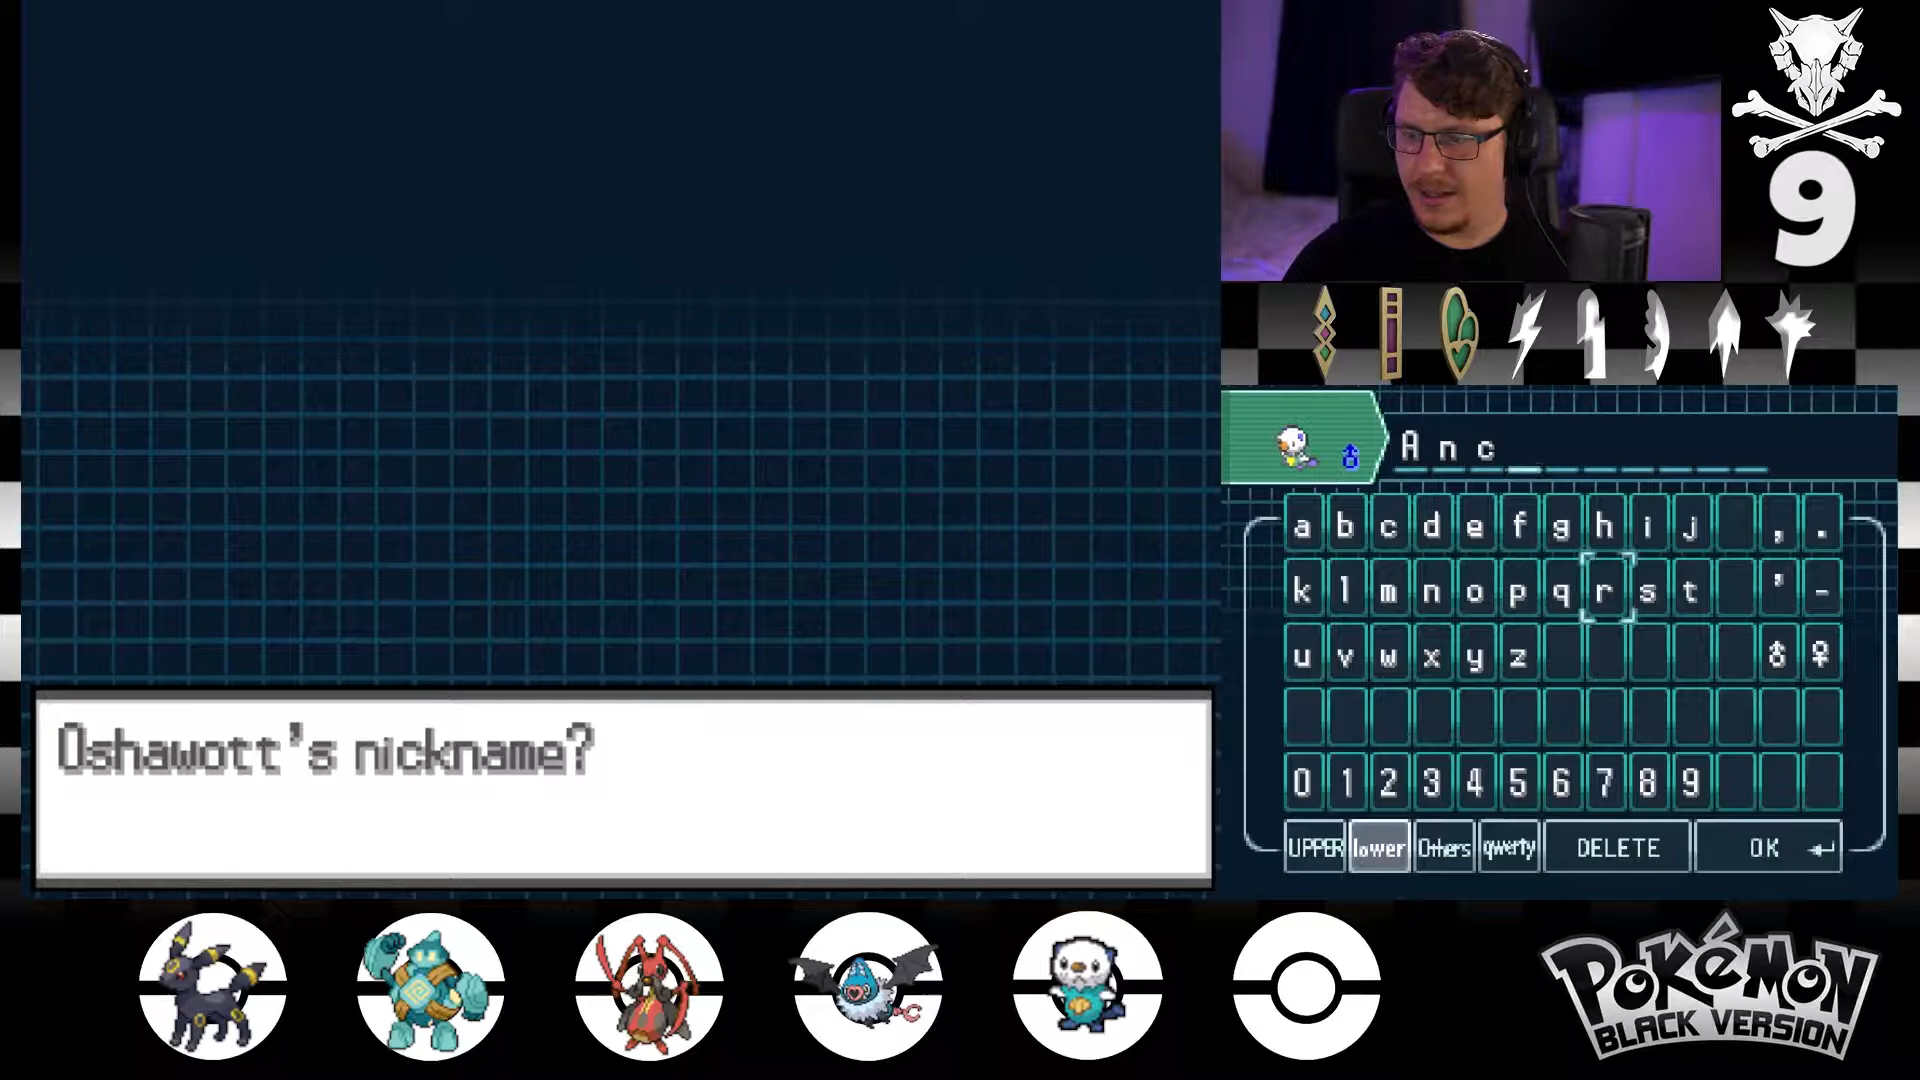 9
A n c
a b c d e f g h i j , .
k l m n o p q r s t ' -
u v w x y z ♂ ♀
0 1 2 3 4 5 6 7 8 9
UPPER lower Others qwerty DELETE OK
Oshawott's nickname?
POKéMON
BLACK VERSION